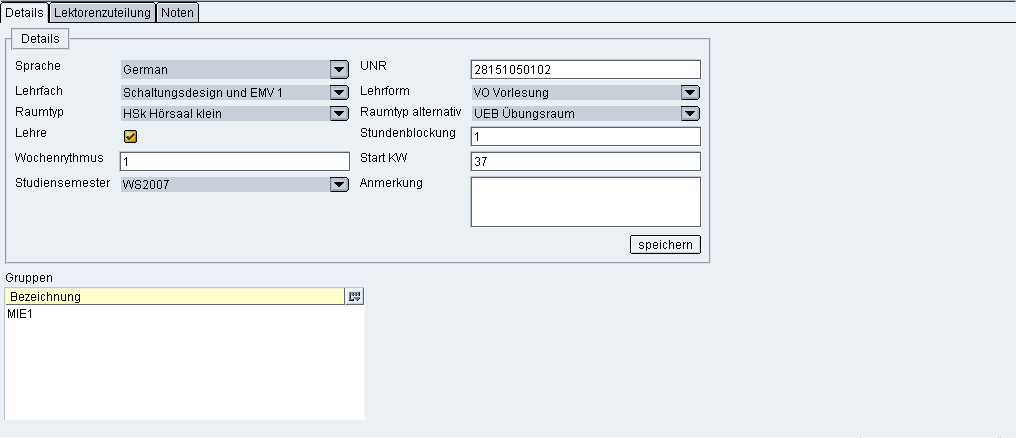 Details Lektorenzuteilung Noten
Details
Sprache German UNR 28151050102
Lehrfach Schaltungsdesign und EMV 1 Lehrform VO Vorlesung
Raumtyp HSk Hörsaal klein Raumtyp alternativ UEB Übungsraum
Lehre Stundenblockung 1
Wochenrythmus 1 Start KW 37
Studiensemester WS2007 Anmerkung
speichern
Gruppen
Bezeichnung
MIE1